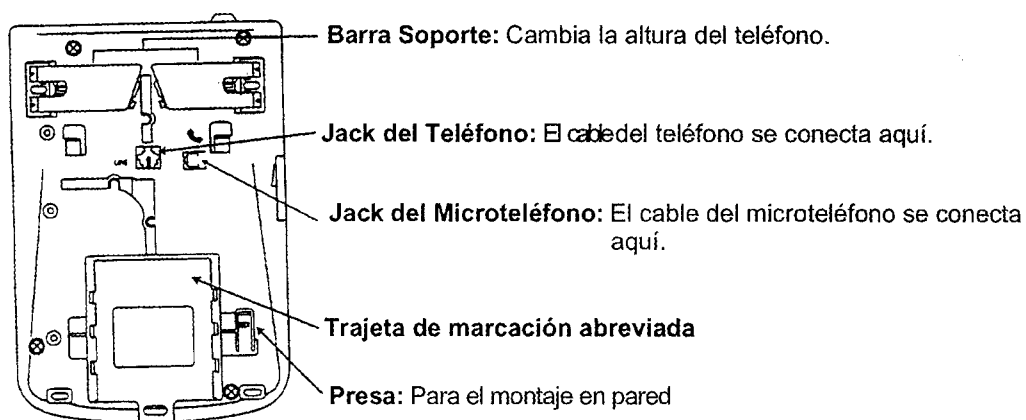 Barra Soporte: Cambia la altura del teléfono.
Jack del Teléfono: El cable del teléfono se conecta aquí.
LINE
Jack del Microteléfono: El cable del microteléfono se conecta
aquí.
Trajeta de marcación abreviada
Presa: Para el montaje en pared